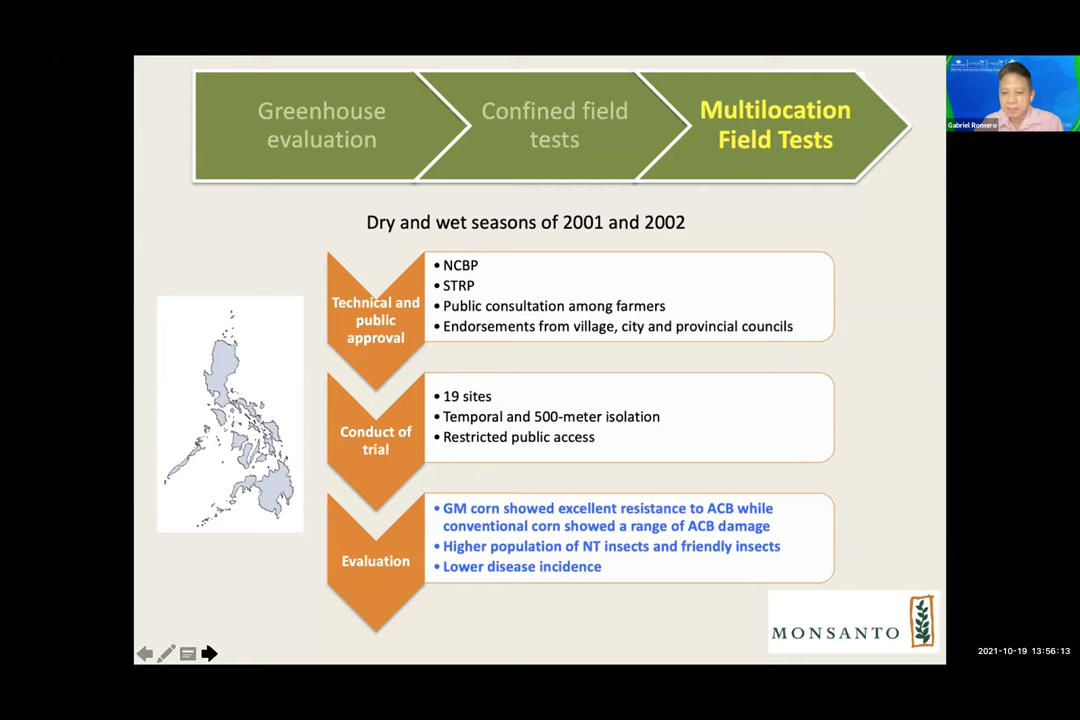 Greenhouse
evaluation
Confined field
tests
Multilocation
Field Tests
Gabriel Romero
Dry and wet seasons of 2001 and 2002
Technical and
public
approval
• NCBP
• STRP
• Public consultation among farmers
• Endorsements from village, city and provincial councils
Conduct of
trial
• 19 sites
• Temporal and 500-meter isolation
• Restricted public access
Evaluation
• GM corn showed excellent resistance to ACB while
conventional corn showed a range of ACB damage
• Higher population of NT insects and friendly insects
• Lower disease incidence
MONSANTO
2021-10-19 13:56:13